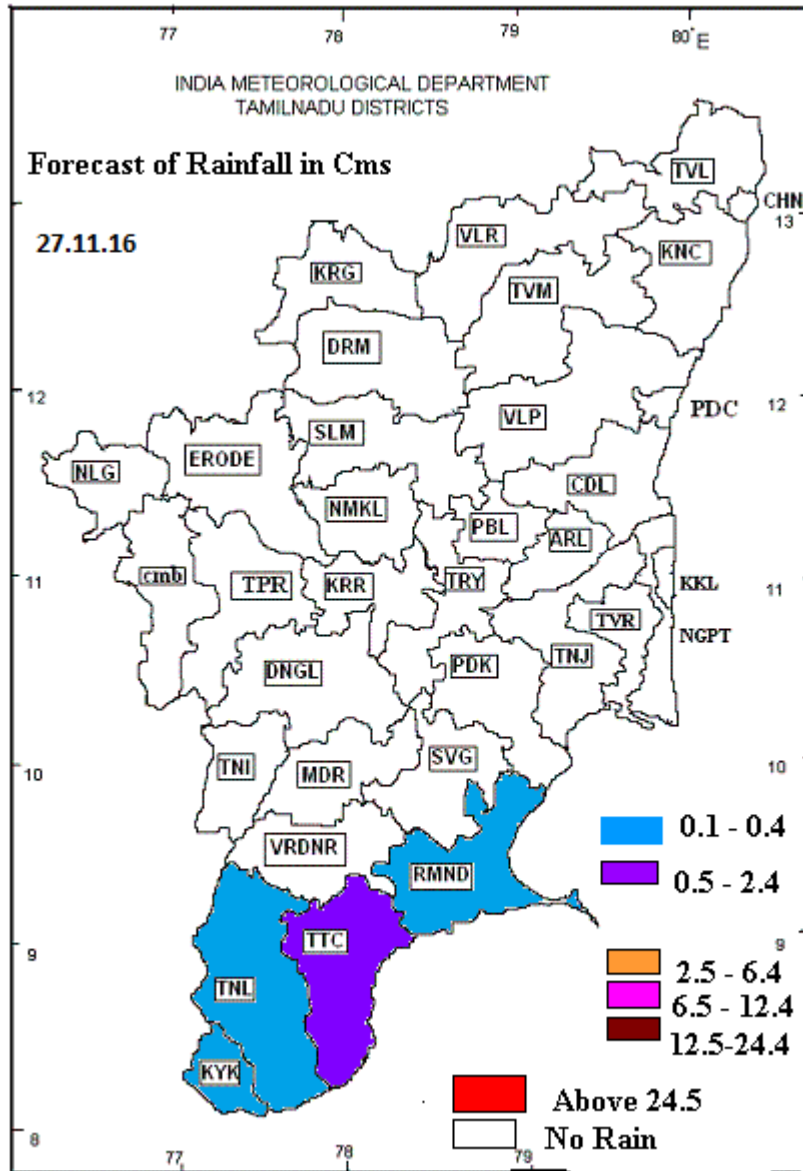 77 78 79 80°E
INDIA METEOROLOGICAL DEPARTMENT
TAMILNADU DISTRICTS
Forecast of Rainfall in Cms
TVL
CHN
13
27.11.16
VLR
KNC
KRG
TVM
DRM
12
VLP
PDC
12
SLM
ERODE
NLG
CDL
NMKL
PBL
ARL
11
cmb
TPR
KRR
TRY
KKL
11
TVR
NGPT
DNGL
PDK
TNJ
10
TNI
MDR
SVG
10
0.1 - 0.4
VRDNR
RMND
0.5 - 2.4
9
TTC
9
2.5 - 6.4
TNL
6.5 - 12.4
12.5-24.4
KYK
Above 24.5
8
No Rain
77 78 79